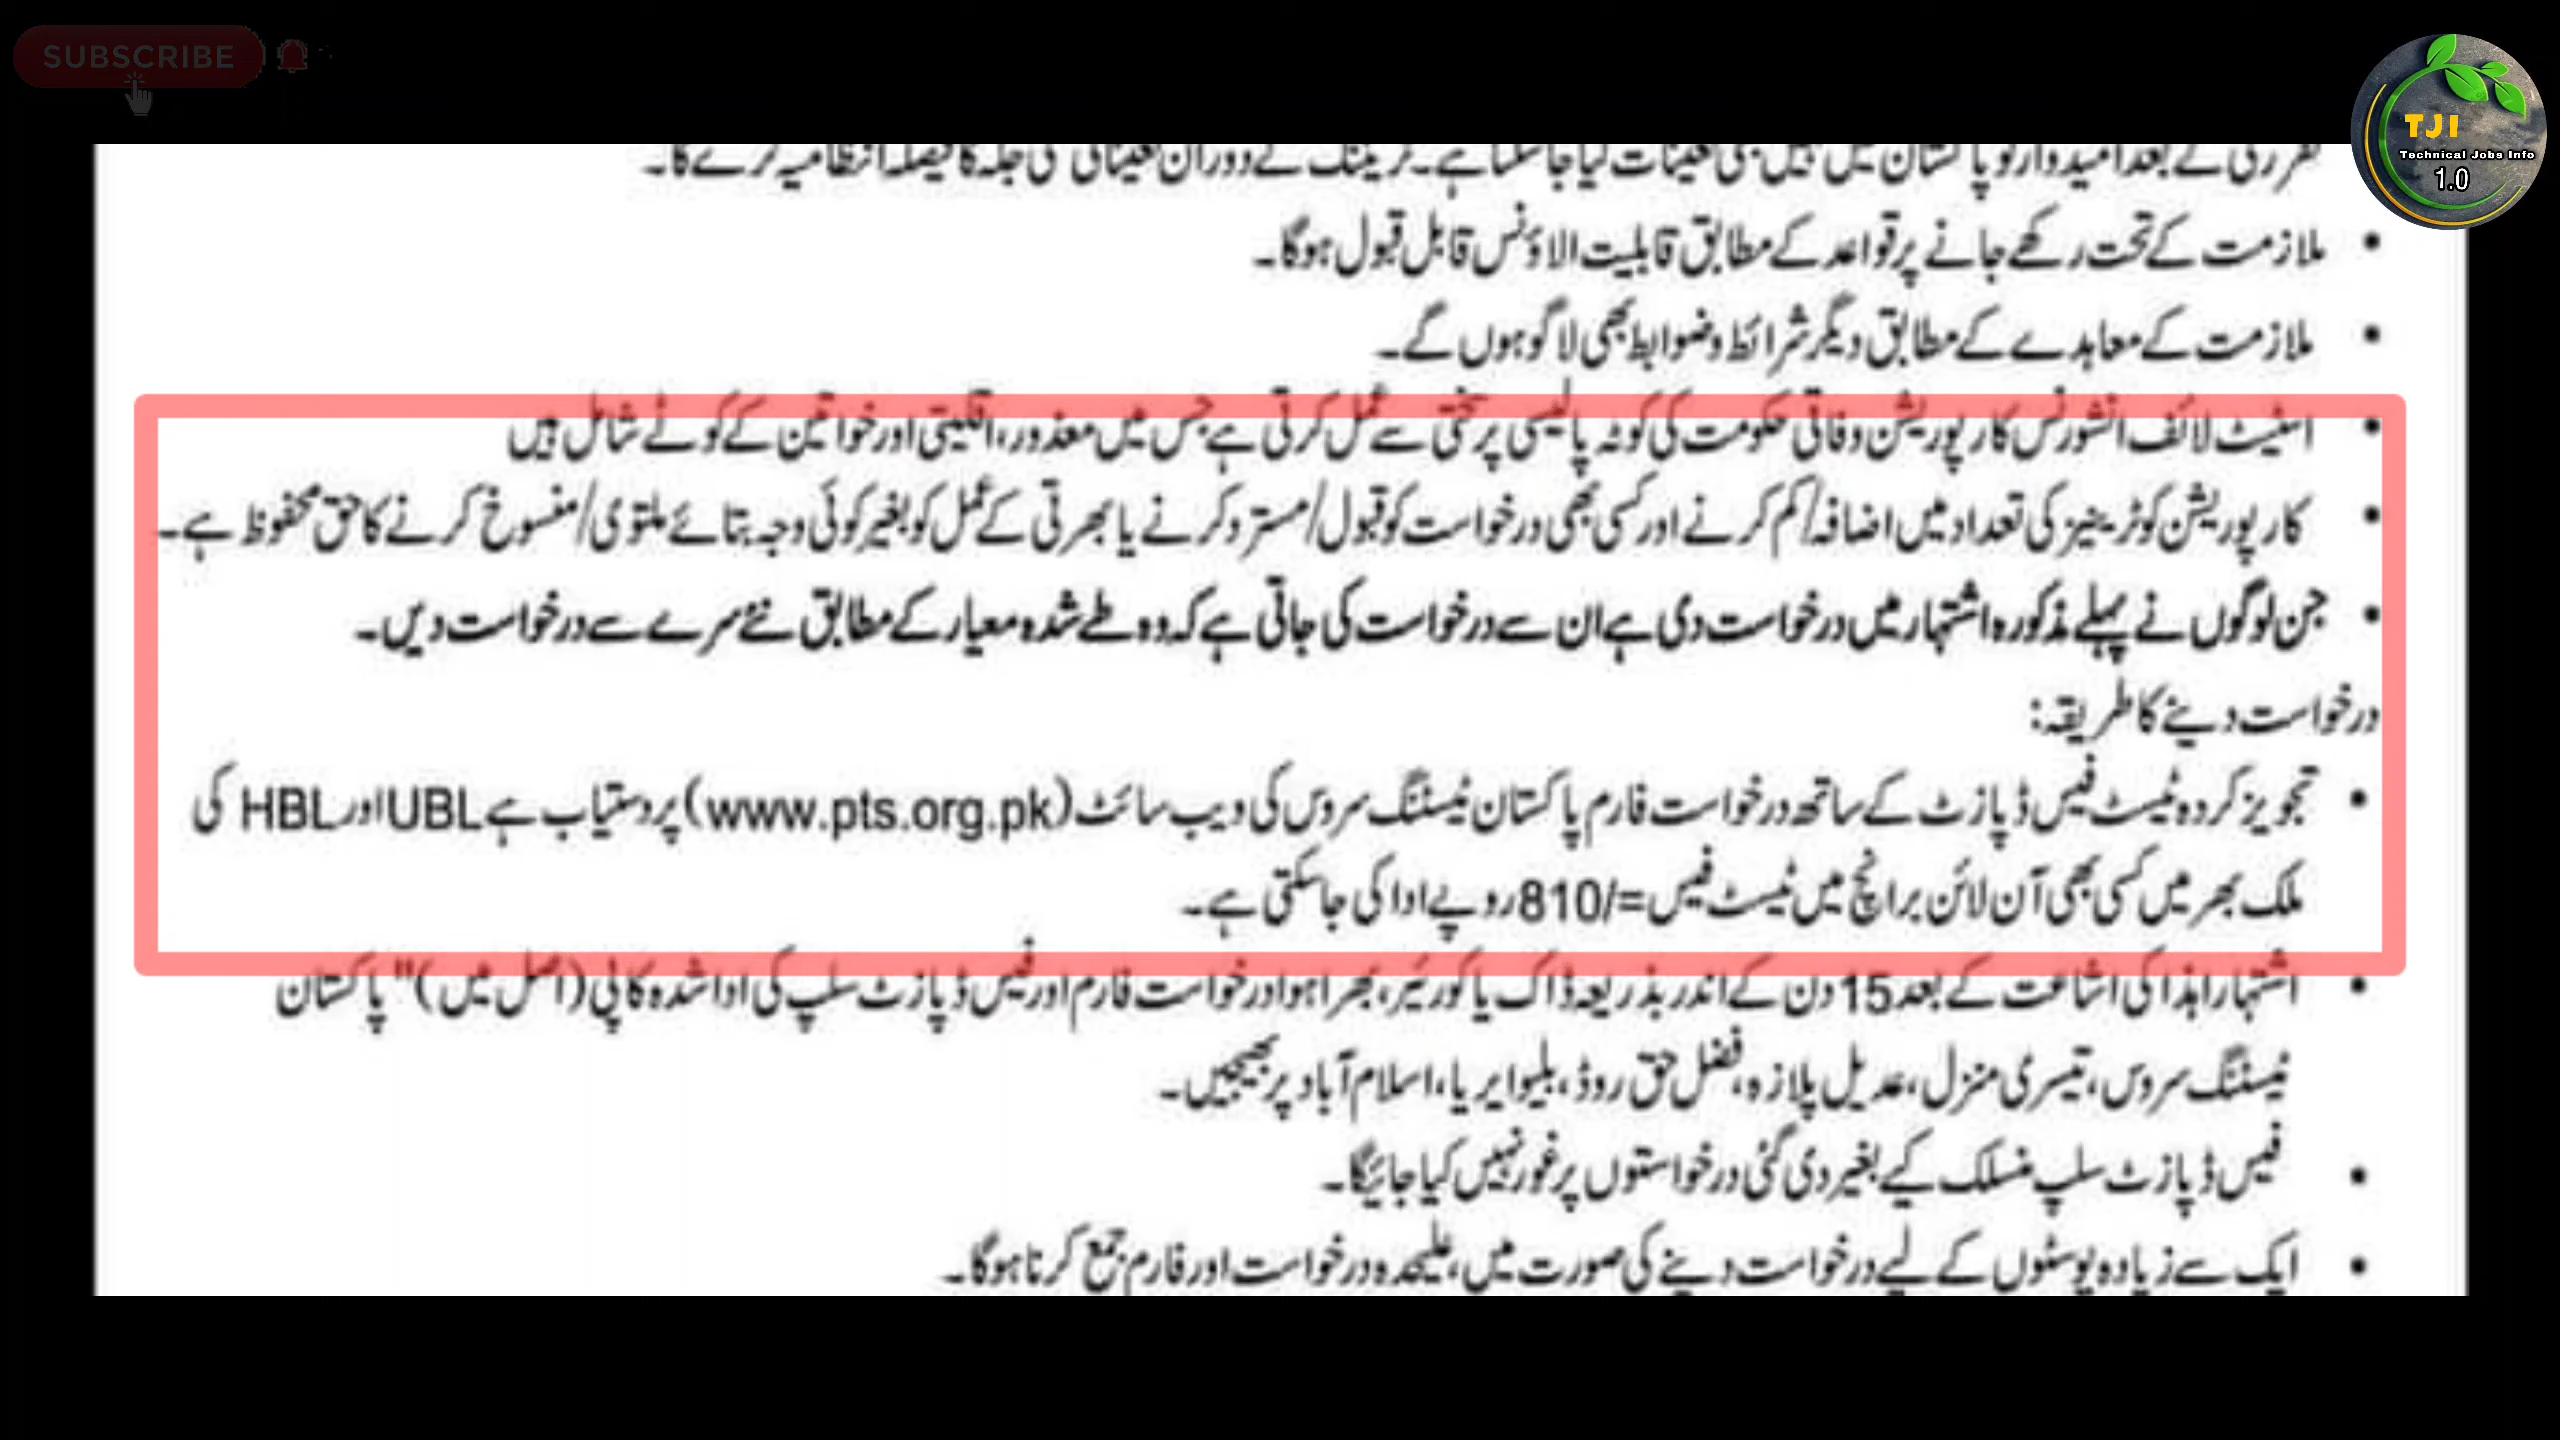 SUBSCRIBE
TJI
Technical Jobs Info
1.0
تقرری کے بعد امیدوار کو پاکستان میں کہیں بھی تعینات کیا جاسکتا ہے۔ ٹریننگ کے دوران تعیناتی کی جگہ کا فیصلہ انتظامیہ کرے گا۔
• ملازمت کے تحت رکھے جانے پر قواعد کے مطابق قابلیت الاؤنس قابل قبول ہوگا۔
• ملازمت کے معاہدے کے مطابق دیگر شرائط و ضوابط بھی لاگو ہوں گے۔
• اسٹیٹ لائف انشورنس کارپوریشن وفاقی حکومت کی کوٹہ پالیسی پر سختی سے عمل کرتی ہے جس میں معذور، اقلیتی اور خواتین کے کوٹے شامل ہیں
• کارپوریشن کو ٹرینیز کی تعداد میں اضافہ/کم کرنے اور کسی بھی درخواست کو قبول/مسترد کرنے یا بھرتی کے عمل کو بغیر کوئی وجہ بتائے ملتوی/منسوخ کرنے کا حق محفوظ ہے۔
• جن لوگوں نے پہلے مذکورہ اشتہار میں درخواست دی ہے ان سے درخواست کی جاتی ہے کہ وہ طے شدہ معیار کے مطابق نئے سرے سے درخواست دیں۔
درخواست دینے کا طریقہ:
• تجویز کردہ ٹیسٹ فیس ڈپازٹ کے ساتھ درخواست فارم پاکستان ٹیسٹنگ سروس کی ویب سائٹ (www.pts.org.pk) پر دستیاب ہے UBL اور HBL کی
ملک بھر میں کسی بھی آن لائن برانچ میں ٹیسٹ فیس =/810 روپے ادا کی جاسکتی ہے۔
• اشتہار اہذا کی اشاعت کے بعد 15 دن کے اندر بذریعہ ڈاک یا کورئیر، بھرا ہوا درخواست فارم اور فیس ڈپازٹ سلپ کی ادا شدہ کاپی (اصل میں) "پاکستان
ٹیسٹنگ سروس، تیسری منزل، عدیل پلازہ، فضل حق روڈ، بلیو ایریا، اسلام آباد پر بھیجیں۔
• فیس ڈپازٹ سلپ منسلک کیے بغیر دی گئی درخواستوں پر غور نہیں کیا جائیگا۔
• ایک سے زیادہ پوسٹوں کے لیے درخواست دینے کی صورت میں، علیحدہ درخواست اور فارم جمع کرنا ہوگا۔